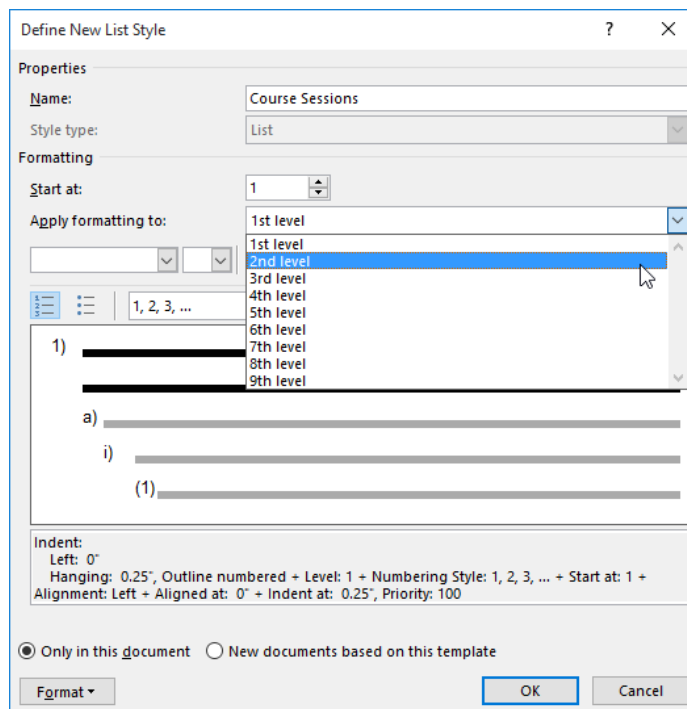 Define New List Style ?
Properties
Name: Course Sessions
Style type: List
Formatting
Start at: 1
Apply formatting to: 1st level
1st level
2nd level
3rd level
4th level
5th level
6th level
7th level
8th level
9th level
1, 2, 3, ...
1)
a)
i)
(1)
Indent:
Left: 0"
Hanging: 0.25", Outline numbered + Level: 1 + Numbering Style: 1, 2, 3, ... + Start at: 1 +
Alignment: Left + Aligned at: 0" + Indent at: 0.25", Priority: 100
Only in this document New documents based on this template
Format OK Cancel